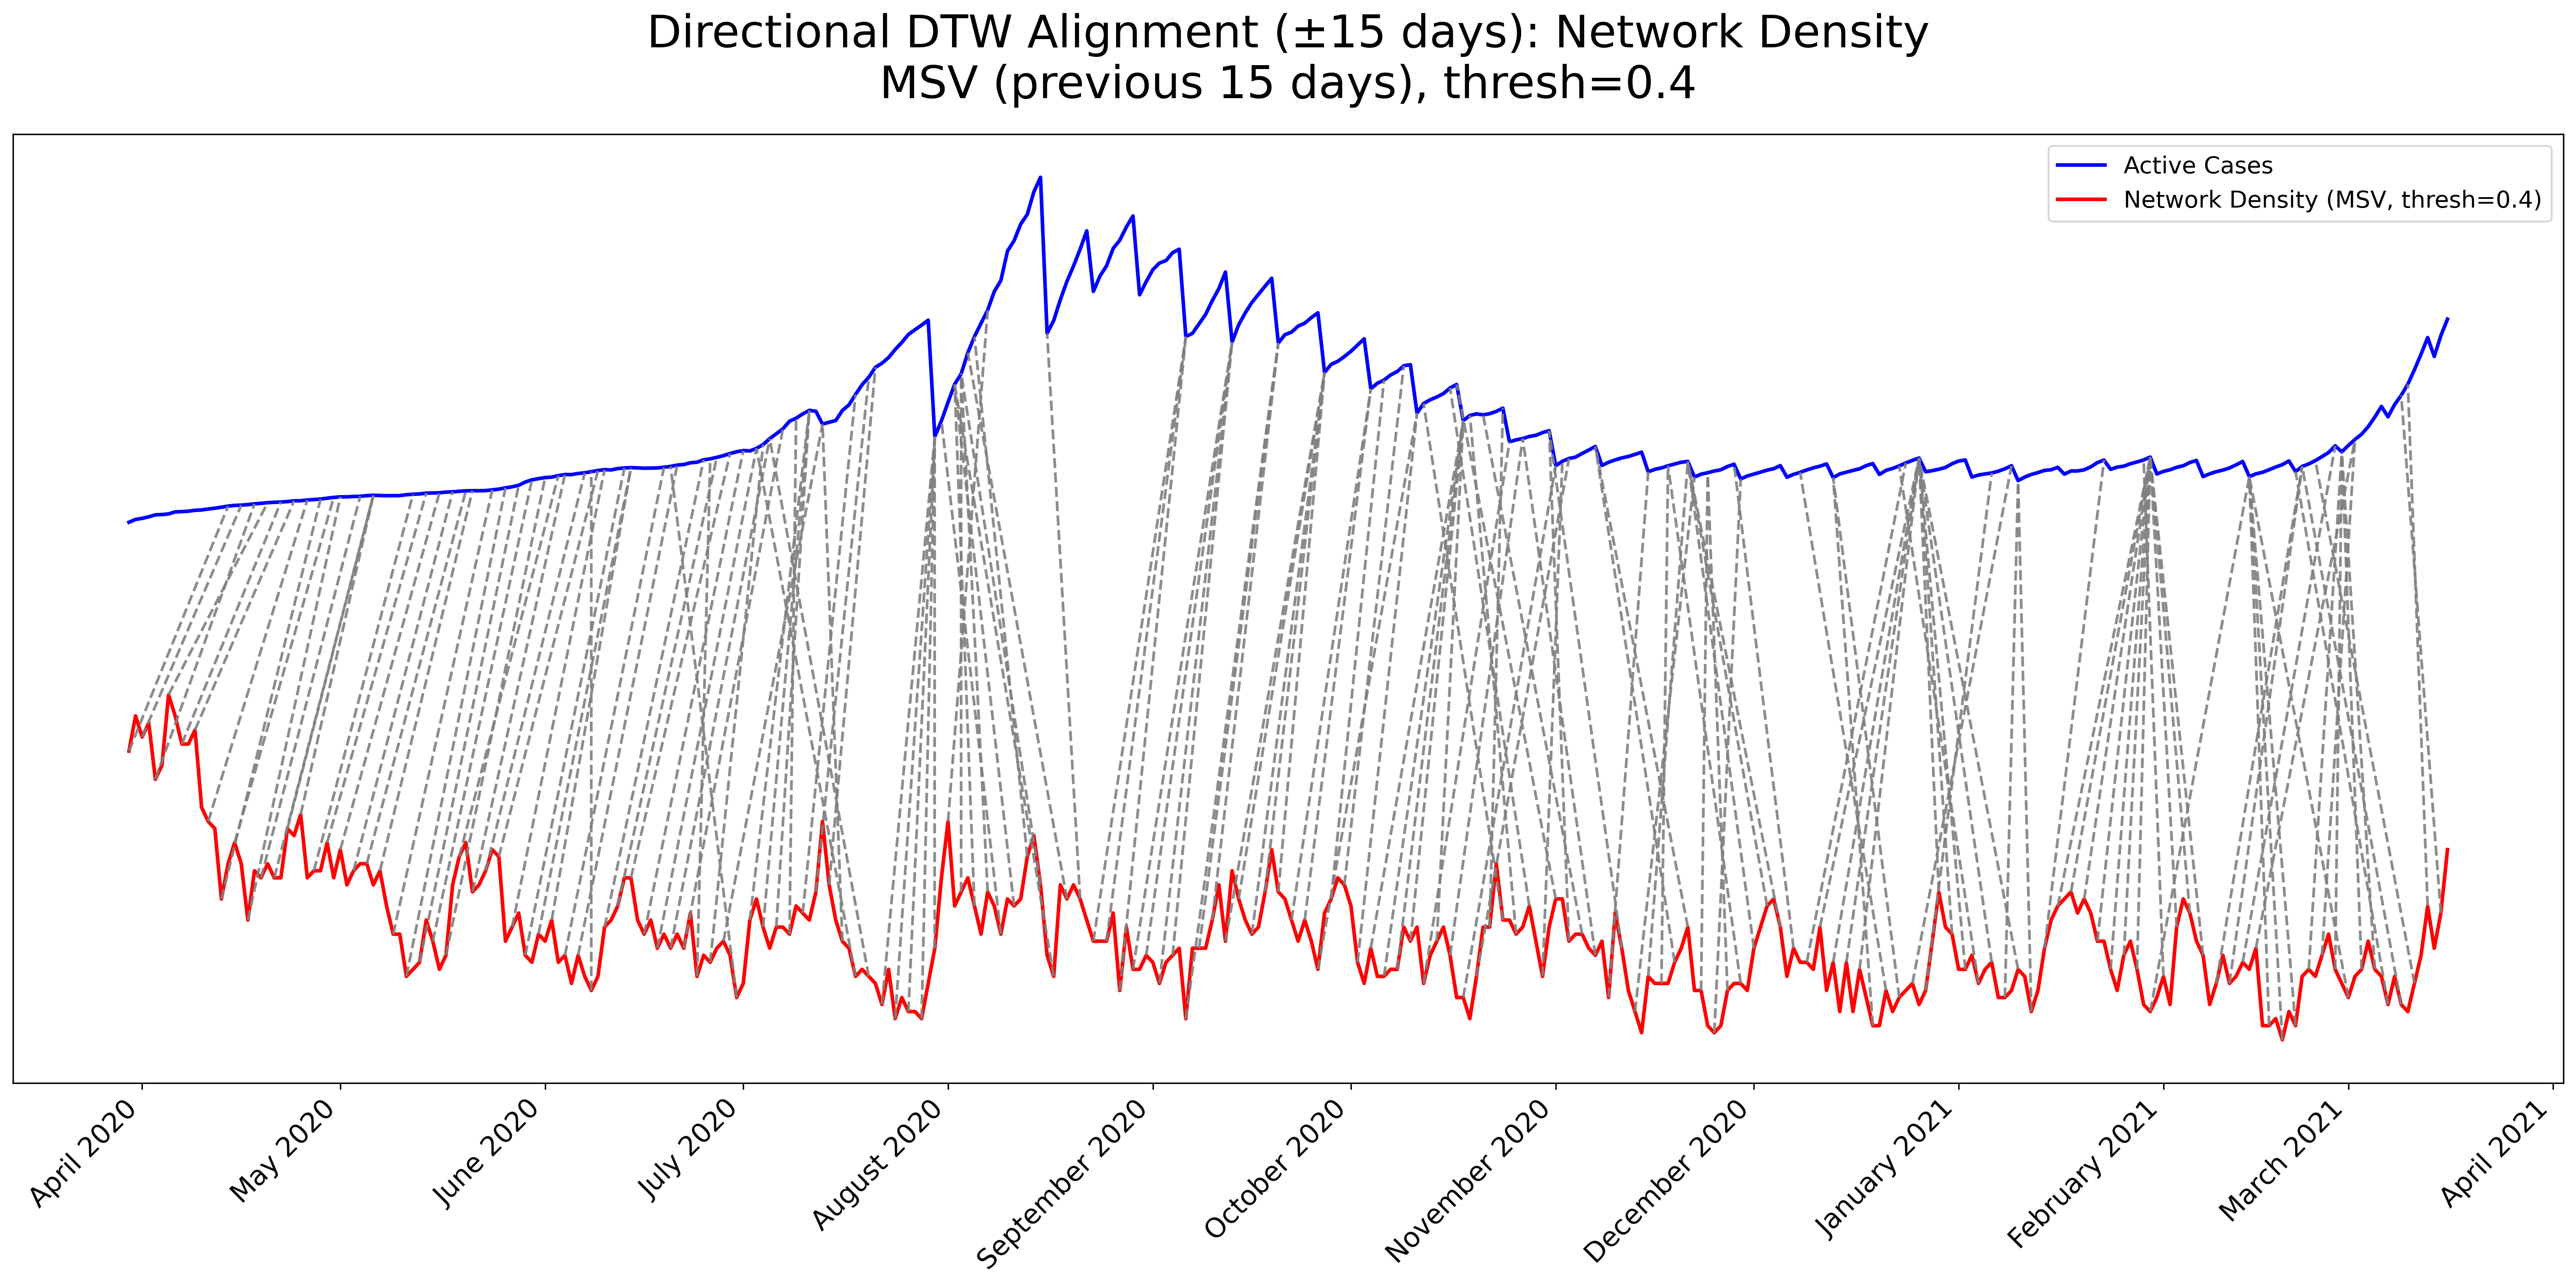 Directional DTW Alignment (±15 days): Network Density
MSV (previous 15 days), thresh=0.4
Active Cases
Network Density (MSV, thresh=0.4)
April 2020
May 2020
June 2020
July 2020
August 2020
September 2020
October 2020
November 2020
December 2020
January 2021
February 2021
March 2021
April 2021